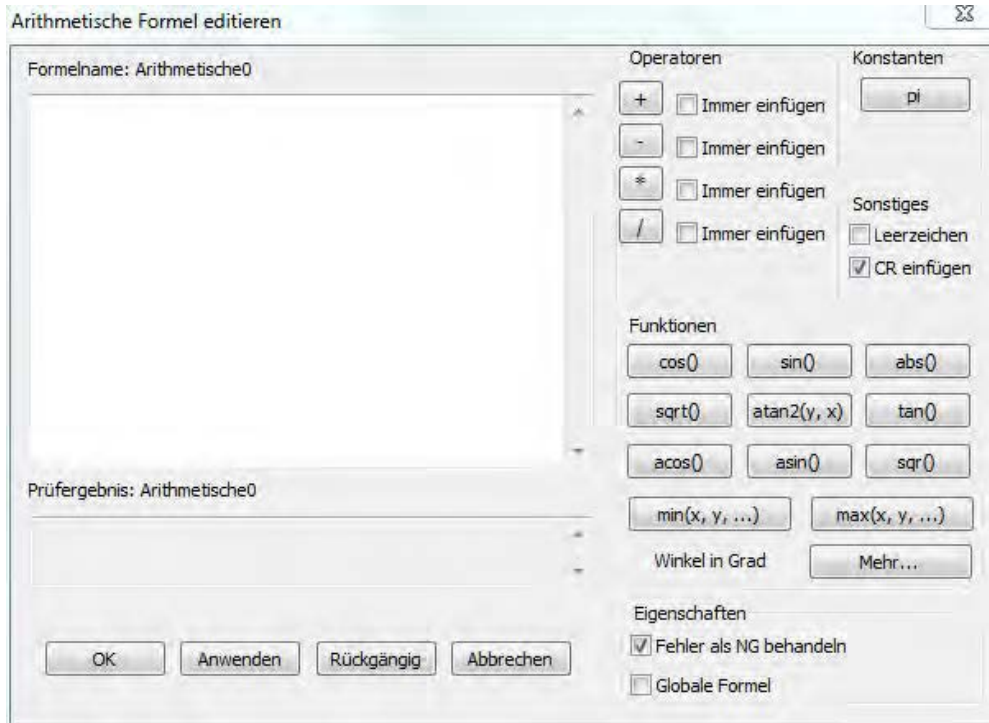 Arithmetische Formel editieren
Formelname: Arithmetische0
Operatoren
Konstanten
+ Immer einfügen
pi
- Immer einfügen
* Immer einfügen
/ Immer einfügen
Sonstiges
Leerzeichen
CR einfügen
Funktionen
cos() sin() abs()
sqrt() atan2(y, x) tan()
acos() asin() sqr()
Prüfergebnis: Arithmetische0
min(x, y, ...) max(x, y, ...)
Winkel in Grad Mehr...
Eigenschaften
Fehler als NG behandeln
Globale Formel
OK Anwenden Rückgängig Abbrechen